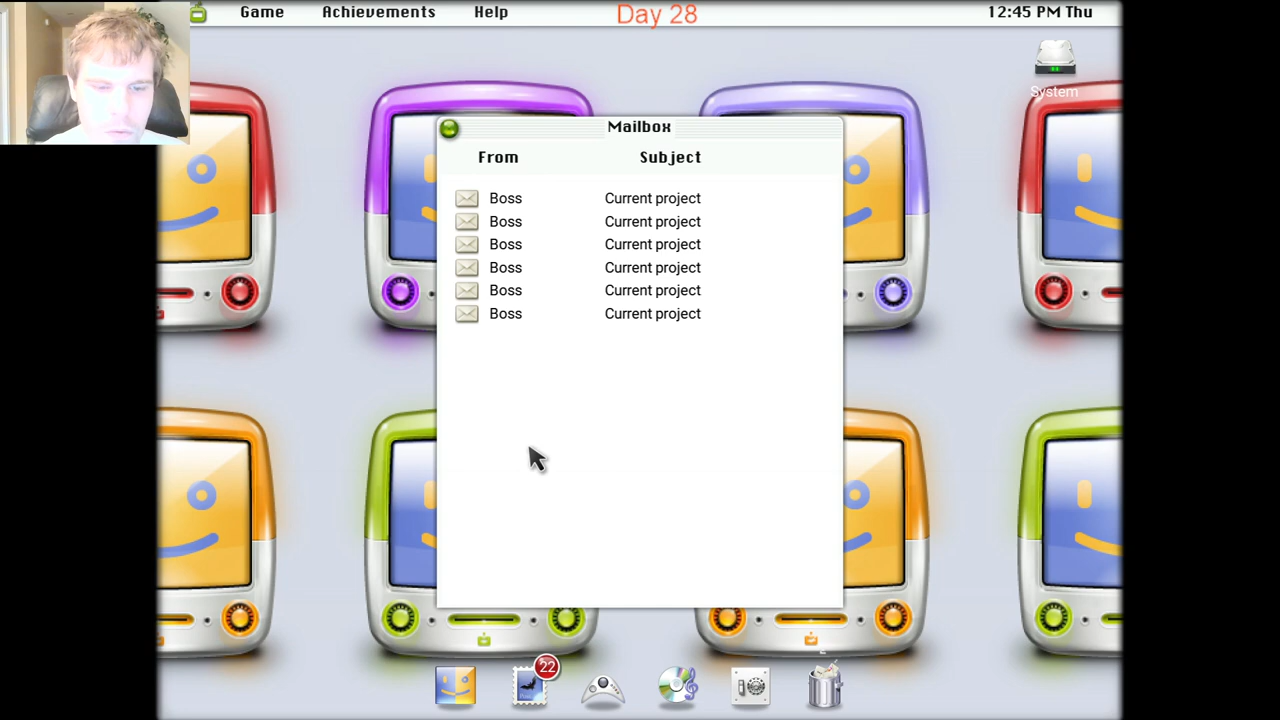 Game Achievements Help Day 28 12:45 PM Thu
System
Mailbox
From Subject
Boss Current project
Boss Current project
Boss Current project
Boss Current project
Boss Current project
Boss Current project
22